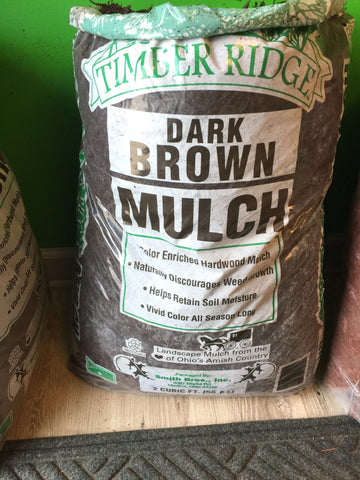 TIMBER RIDGE
DARK
BROWN
MULCH
• Color Enriched Hardwood Mulch
• Naturally Discourages Weed Growth
• Helps Retain Soil Moisture
• Vivid Color All Season Long
Landscape Mulch from the
of Ohio's Amish Country
Packaged By:
Smith Bros., Inc.
2 CUBIC FT. (56.6 L)